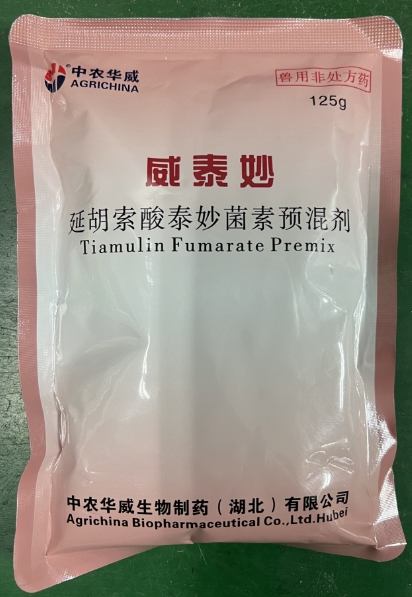 中农华威
AGRICHINA
兽用非处方药
125g
威泰妙
延胡索酸泰妙菌素预混剂
Tiamulin Fumarate Premix
中农华威生物制药（湖北）有限公司
Agrichina Biopharmaceutical Co.,Ltd.Hubei